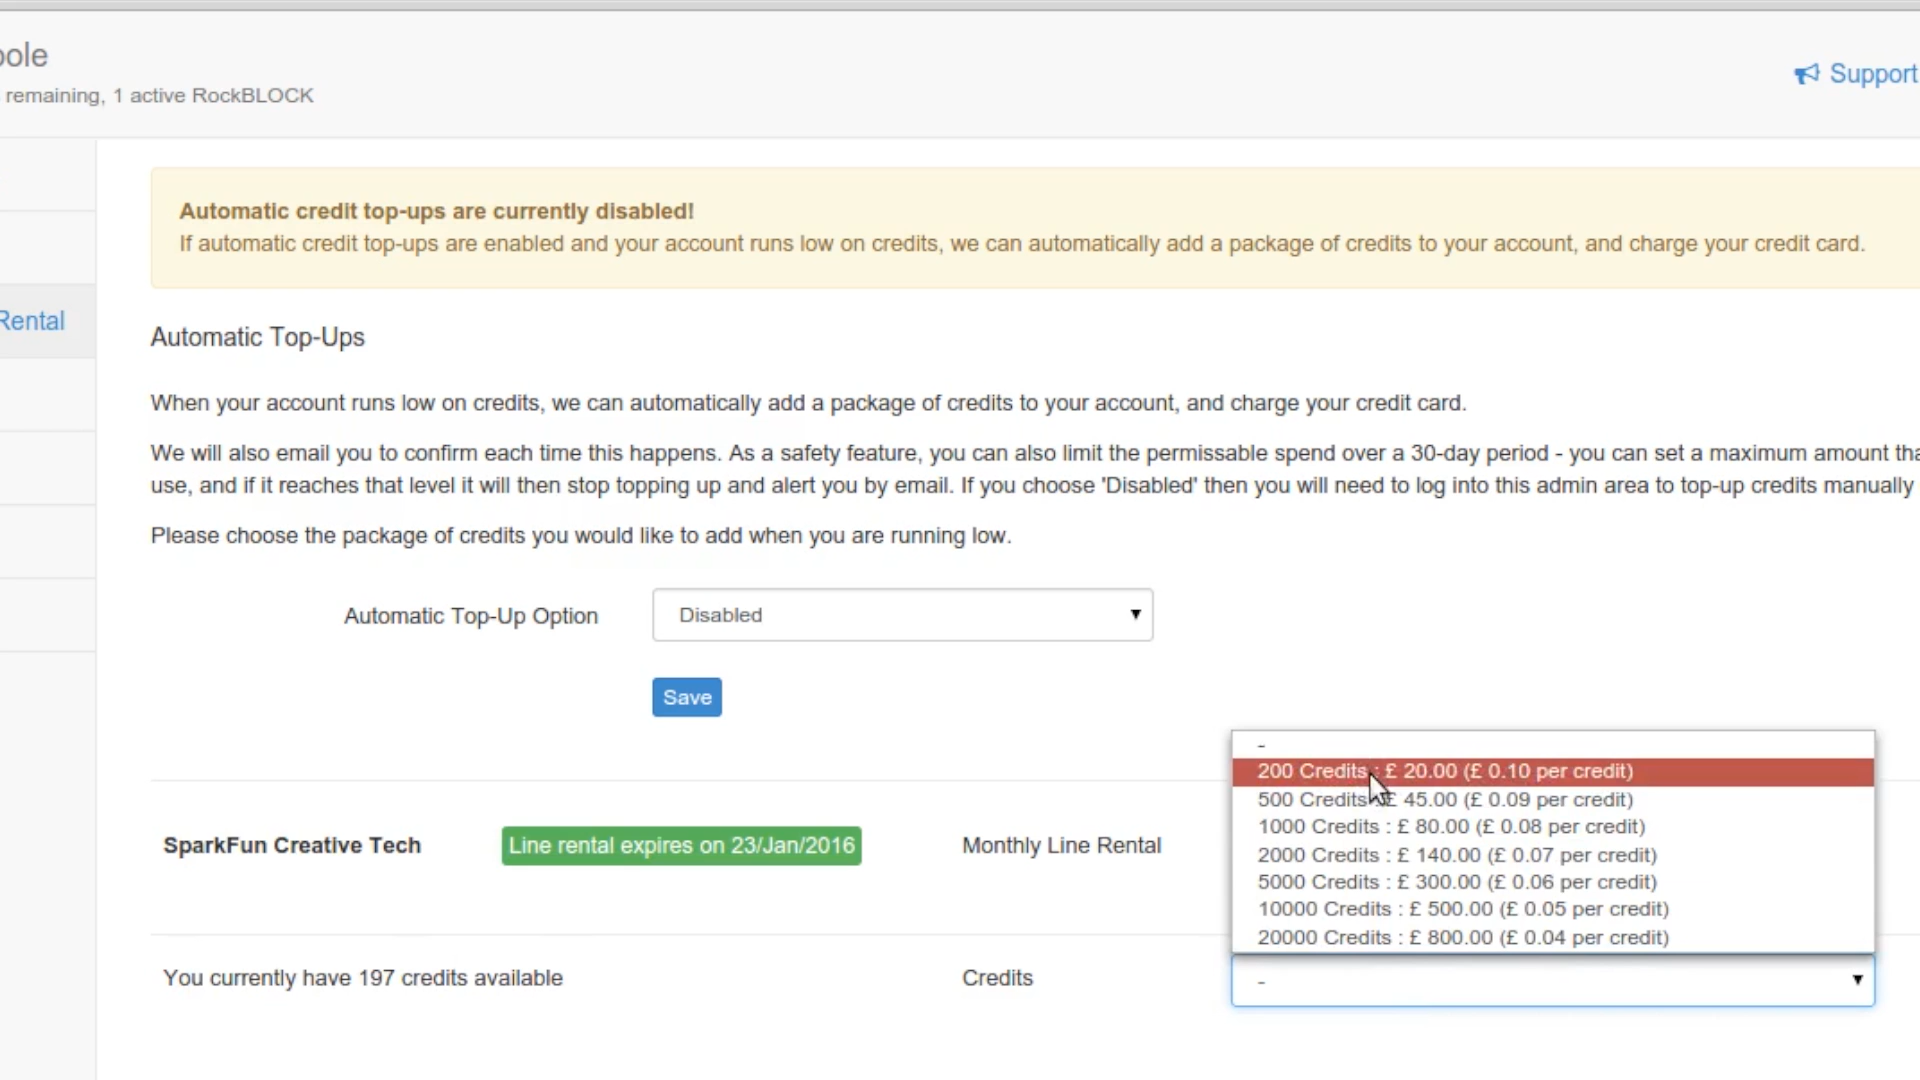 oole
remaining, 1 active RockBLOCK
Support
Automatic credit top-ups are currently disabled!
If automatic credit top-ups are enabled and your account runs low on credits, we can automatically add a package of credits to your account, and charge your credit card.
Rental
Automatic Top-Ups
When your account runs low on credits, we can automatically add a package of credits to your account, and charge your credit card.
We will also email you to confirm each time this happens. As a safety feature, you can also limit the permissable spend over a 30-day period - you can set a maximum amount tha
use, and if it reaches that level it will then stop topping up and alert you by email. If you choose 'Disabled' then you will need to log into this admin area to top-up credits manually
Please choose the package of credits you would like to add when you are running low.
Automatic Top-Up Option Disabled
Save
-
200 Credits : £ 20.00 (£ 0.10 per credit)
500 Credits : £ 45.00 (£ 0.09 per credit)
1000 Credits : £ 80.00 (£ 0.08 per credit)
2000 Credits : £ 140.00 (£ 0.07 per credit)
5000 Credits : £ 300.00 (£ 0.06 per credit)
10000 Credits : £ 500.00 (£ 0.05 per credit)
20000 Credits : £ 800.00 (£ 0.04 per credit)
SparkFun Creative Tech Line rental expires on 23/Jan/2016 Monthly Line Rental
You currently have 197 credits available Credits -